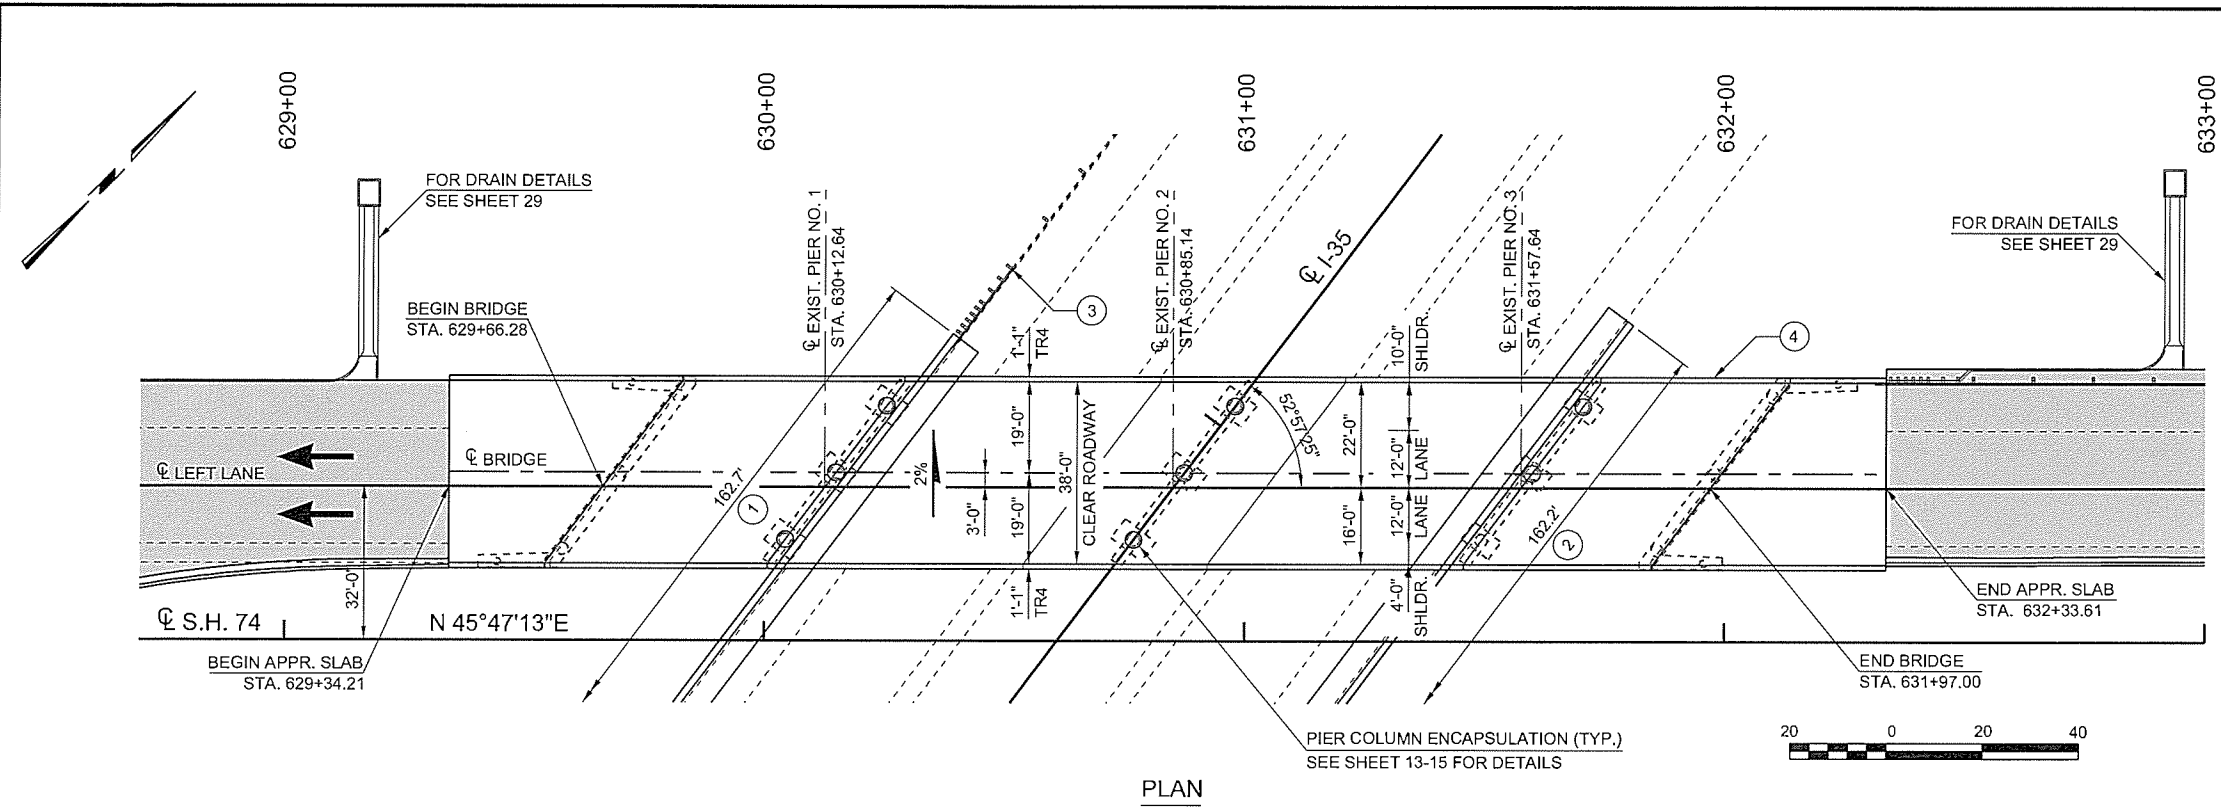 629+00
630+00
631+00
632+00
633+00
FOR DRAIN DETAILS
SEE SHEET 29
FOR DRAIN DETAILS
SEE SHEET 29
BEGIN BRIDGE
STA. 629+66.28
℄ EXIST. PIER NO. 1
STA. 630+12.64
℄ EXIST. PIER NO. 2
STA. 630+85.14
℄ I-35
℄ EXIST. PIER NO. 3
STA. 631+57.64
3
4
1'-1"
TR4
10'-0"
SHLDR.
℄ LEFT LANE
℄ BRIDGE
162.7'
1
2%
3'-0"
19'-0"
19'-0"
38'-0"
CLEAR ROADWAY
52°57'25"
22'-0"
16'-0"
12'-0"
LANE
12'-0"
LANE
162.2'
2
32'-0"
1'-1"
TR4
4'-0"
SHLDR.
℄ S.H. 74
N 45°47'13"E
BEGIN APPR. SLAB
STA. 629+34.21
END APPR. SLAB
STA. 632+33.61
END BRIDGE
STA. 631+97.00
PIER COLUMN ENCAPSULATION (TYP.)
SEE SHEET 13-15 FOR DETAILS
20 0 20 40
PLAN